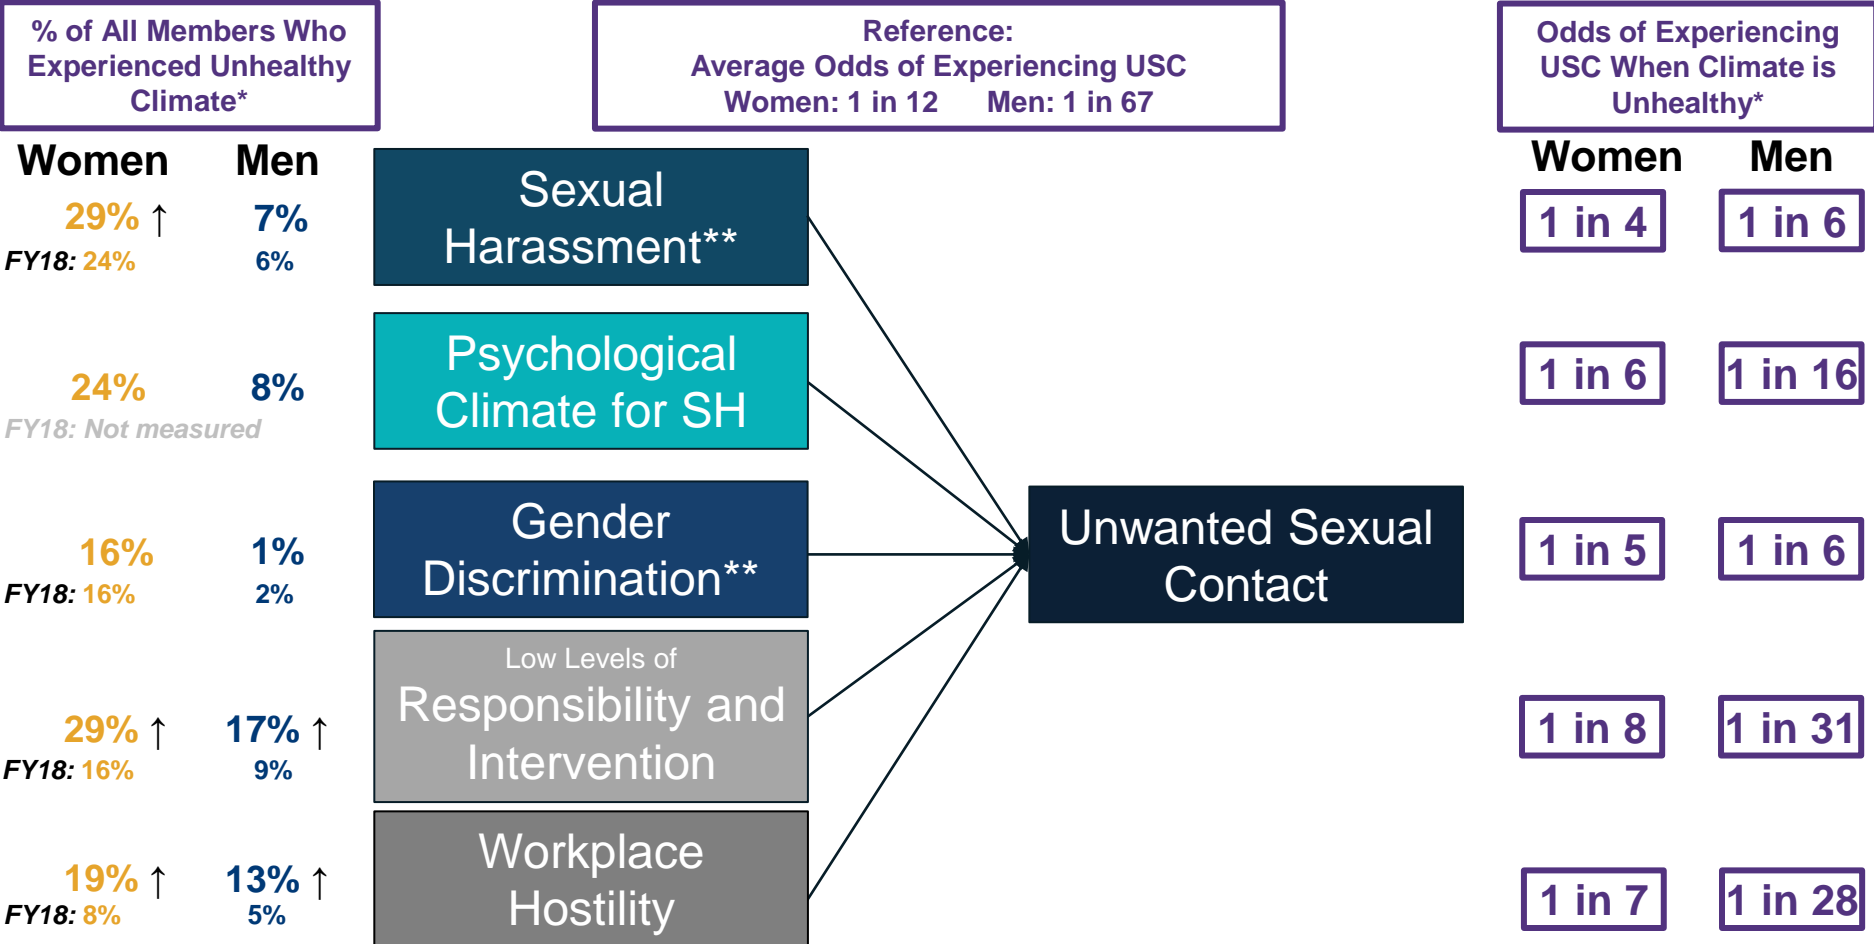 % of All Members Who
Experienced Unhealthy
Climate*
Reference:
Average Odds of Experiencing USC
Women: 1 in 12 Men: 1 in 67
Odds of Experiencing
USC When Climate is
Unhealthy*
Women Men
Women Men
29% ↑ 7%
FY18: 24% 6%
Sexual
Harassment**
1 in 4 1 in 6
24% 8%
FY18: Not measured
Psychological
Climate for SH
1 in 6 1 in 16
16% 1%
FY18: 16% 2%
Gender
Discrimination**
Unwanted Sexual
Contact
1 in 5 1 in 6
29% ↑ 17% ↑
FY18: 16% 9%
Low Levels of
Responsibility and
Intervention
1 in 8 1 in 31
19% ↑ 13% ↑
FY18: 8% 5%
Workplace
Hostility
1 in 7 1 in 28